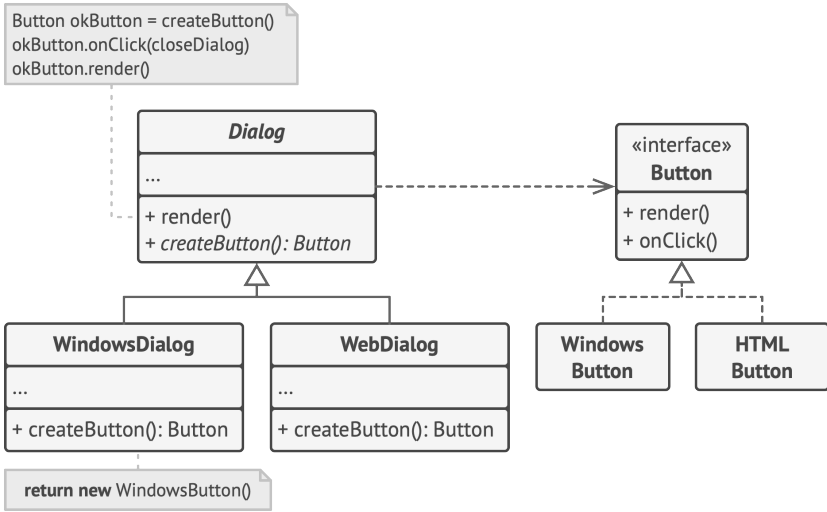 Button okButton = createButton()
okButton.onClick(closeDialog)
okButton.render()
Dialog
...
+ render()
+ createButton(): Button
«interface»
Button
+ render()
+ onClick()
WindowsDialog
...
+ createButton(): Button
WebDialog
...
+ createButton(): Button
Windows
Button
HTML
Button
return new WindowsButton()